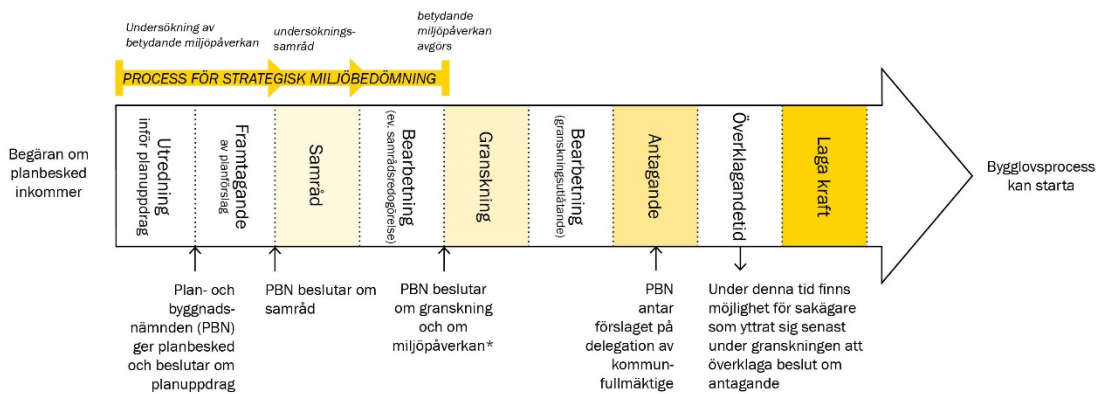 Undersökning av
betydande miljöpåverkan
undersöknings-
samråd
betydande
miljöpåverkan
avgörs
PROCESS FÖR STRATEGISK MILJÖBEDÖMNING
Begäran om
planbesked
inkommer
Utredning
inför planuppdrag
Framtagande
av planförslag
Samråd
Bearbetning
(ev. samrådsredogörelse)
Granskning
Bearbetning
(granskningsutlåtande)
Antagande
Överklagandetid
Laga kraft
Bygglovsprocess
kan starta
Plan- och
byggnads-
nämnden (PBN)
ger planbesked
och beslutar om
planuppdrag
PBN beslutar om
samråd
PBN beslutar
om granskning
och om
miljöpåverkan*
PBN
antar
förslaget på
delegation av
kommun-
fullmäktige
Under denna tid finns
möjlighet för sakägare
som yttrat sig senast
under granskningen att
överklaga beslut om
antagande